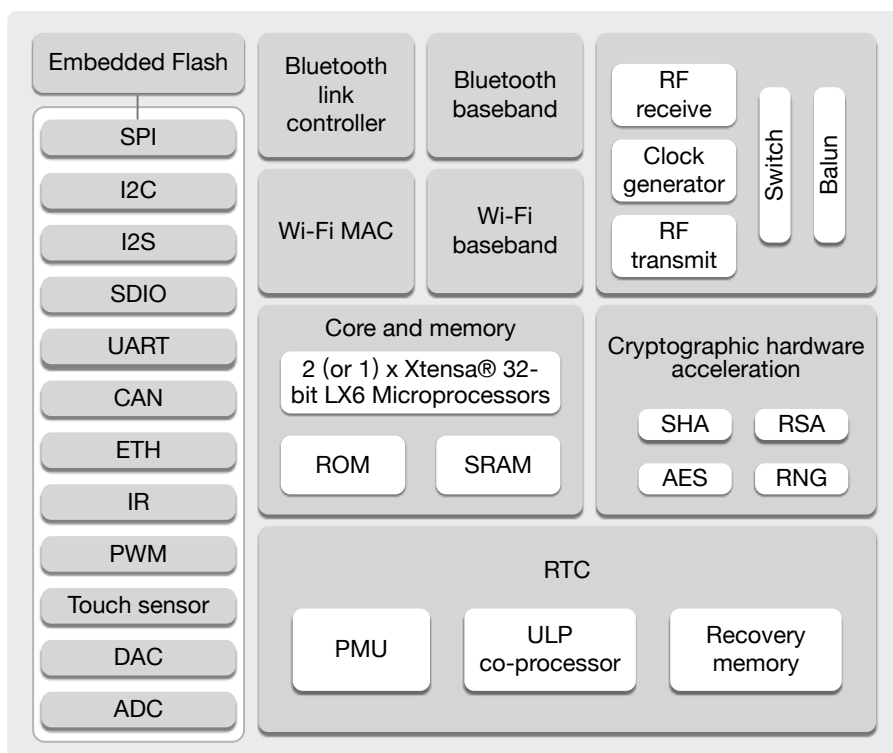 Embedded Flash
SPI
I2C
I2S
SDIO
UART
CAN
ETH
IR
PWM
Touch sensor
DAC
ADC
Bluetooth
link
controller
Bluetooth
baseband
Wi-Fi MAC
Wi-Fi
baseband
RF
receive
Clock
generator
RF
transmit
Switch
Balun
Core and memory
2 (or 1) x Xtensa® 32-
bit LX6 Microprocessors
ROM
SRAM
Cryptographic hardware
acceleration
SHA
RSA
AES
RNG
RTC
PMU
ULP
co-processor
Recovery
memory